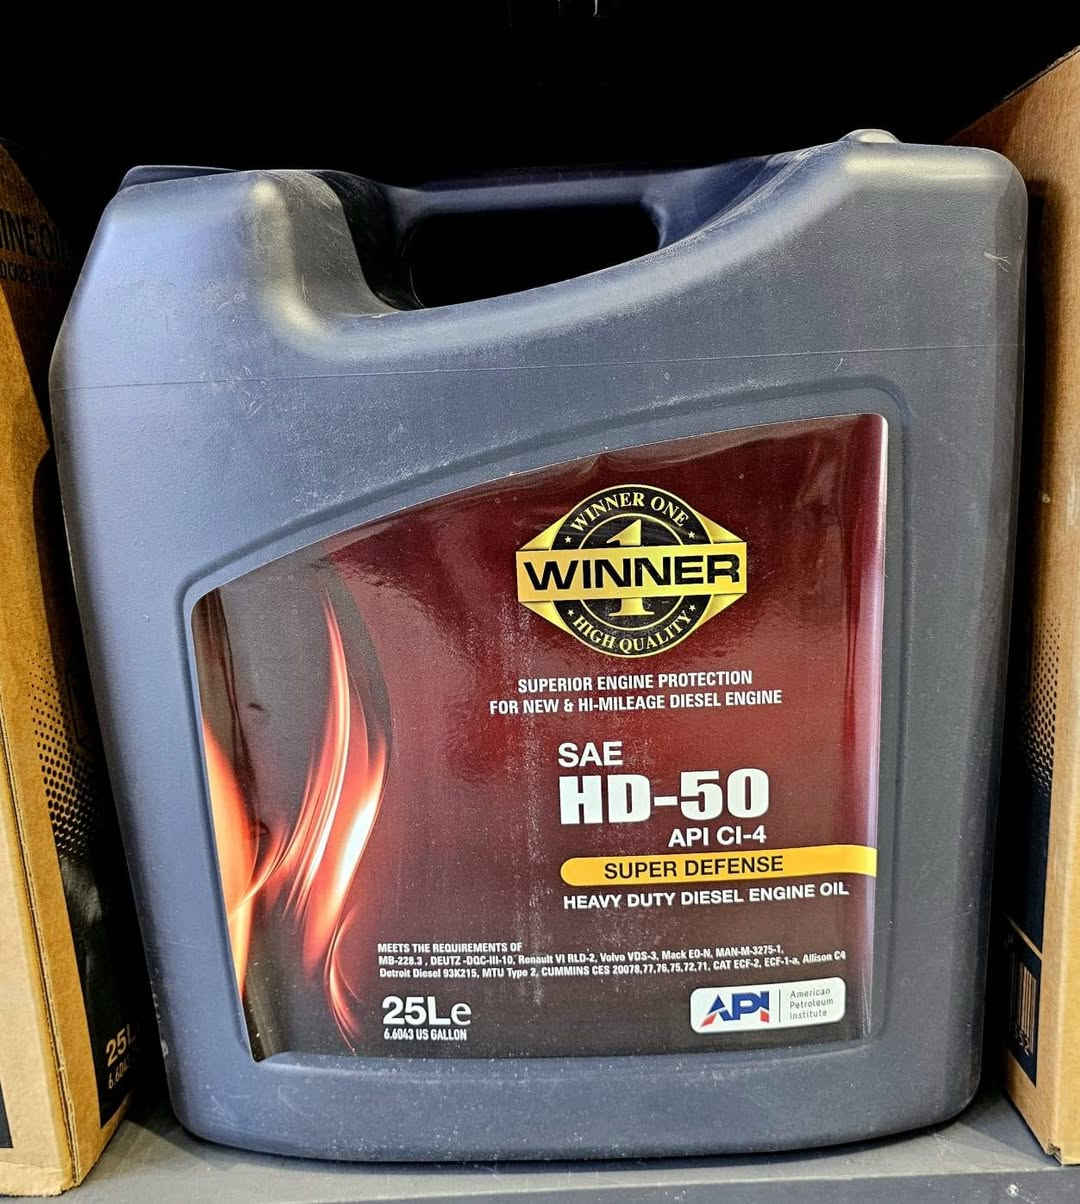 WINNER ONE
1
WINNER
HIGH QUALITY
SUPERIOR ENGINE PROTECTION
FOR NEW & HI-MILEAGE DIESEL ENGINE
SAE
HD-50
API CI-4
SUPER DEFENSE
HEAVY DUTY DIESEL ENGINE OIL
MEETS THE REQUIREMENTS OF
MB-228.3 , DEUTZ -DQC-III-10, Renault VI RLD-2, Volvo VDS-3, Mack EO-N, MAN-M-3275-1,
Detroit Diesel 93K215, MTU Typo 2, CUMMINS CES 20078,77,76,75,72,71, CAT ECF-2, ECF-1-a, Allison C4
25Le
6.6043 US GALLON
API
American
Petroleum
Institute
25L